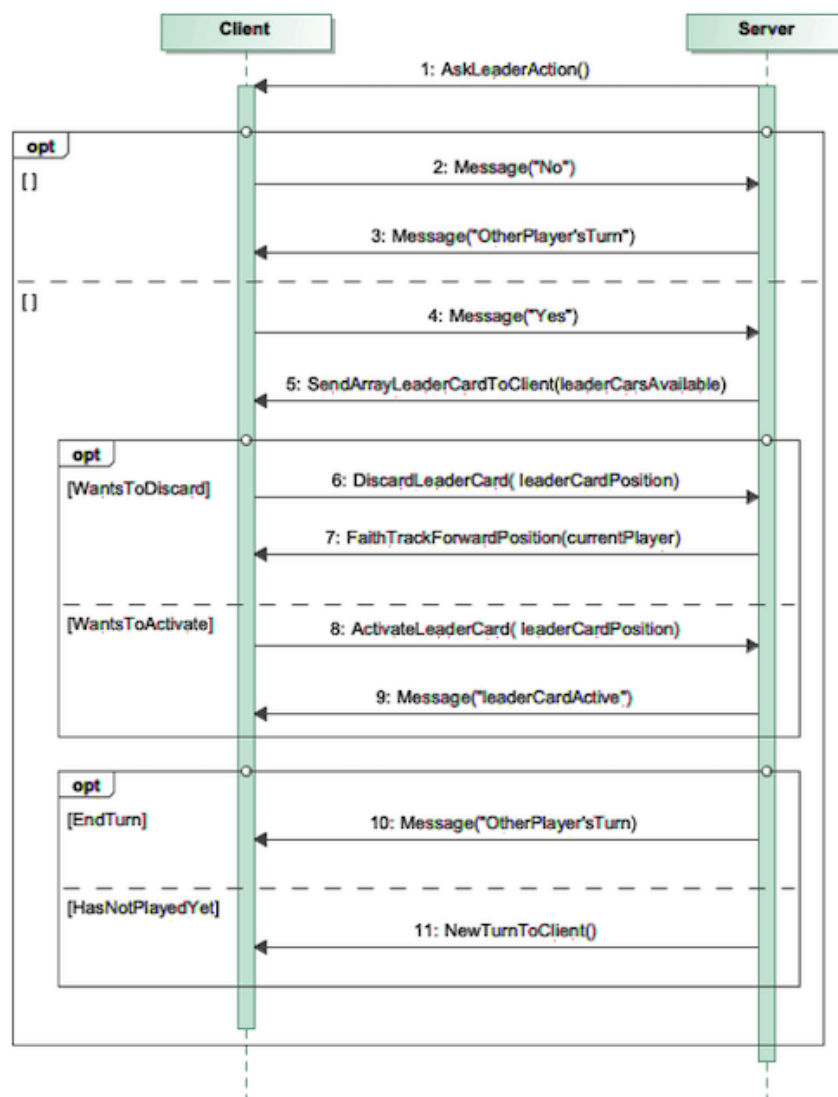 Client
Server
1: AskLeaderAction()
opt
[ ]
2: Message("No")
3: Message("OtherPlayer'sTurn")
[ ]
4: Message("Yes")
5: SendArrayLeaderCardToClient(leaderCarsAvailable)
opt
[WantsToDiscard]
6: DiscardLeaderCard( leaderCardPosition)
7: FaithTrackForwardPosition(currentPlayer)
[WantsToActivate]
8: ActivateLeaderCard( leaderCardPosition)
9: Message("leaderCardActive")
opt
[EndTurn]
10: Message("OtherPlayer'sTurn)
[HasNotPlayedYet]
11: NewTurnToClient()